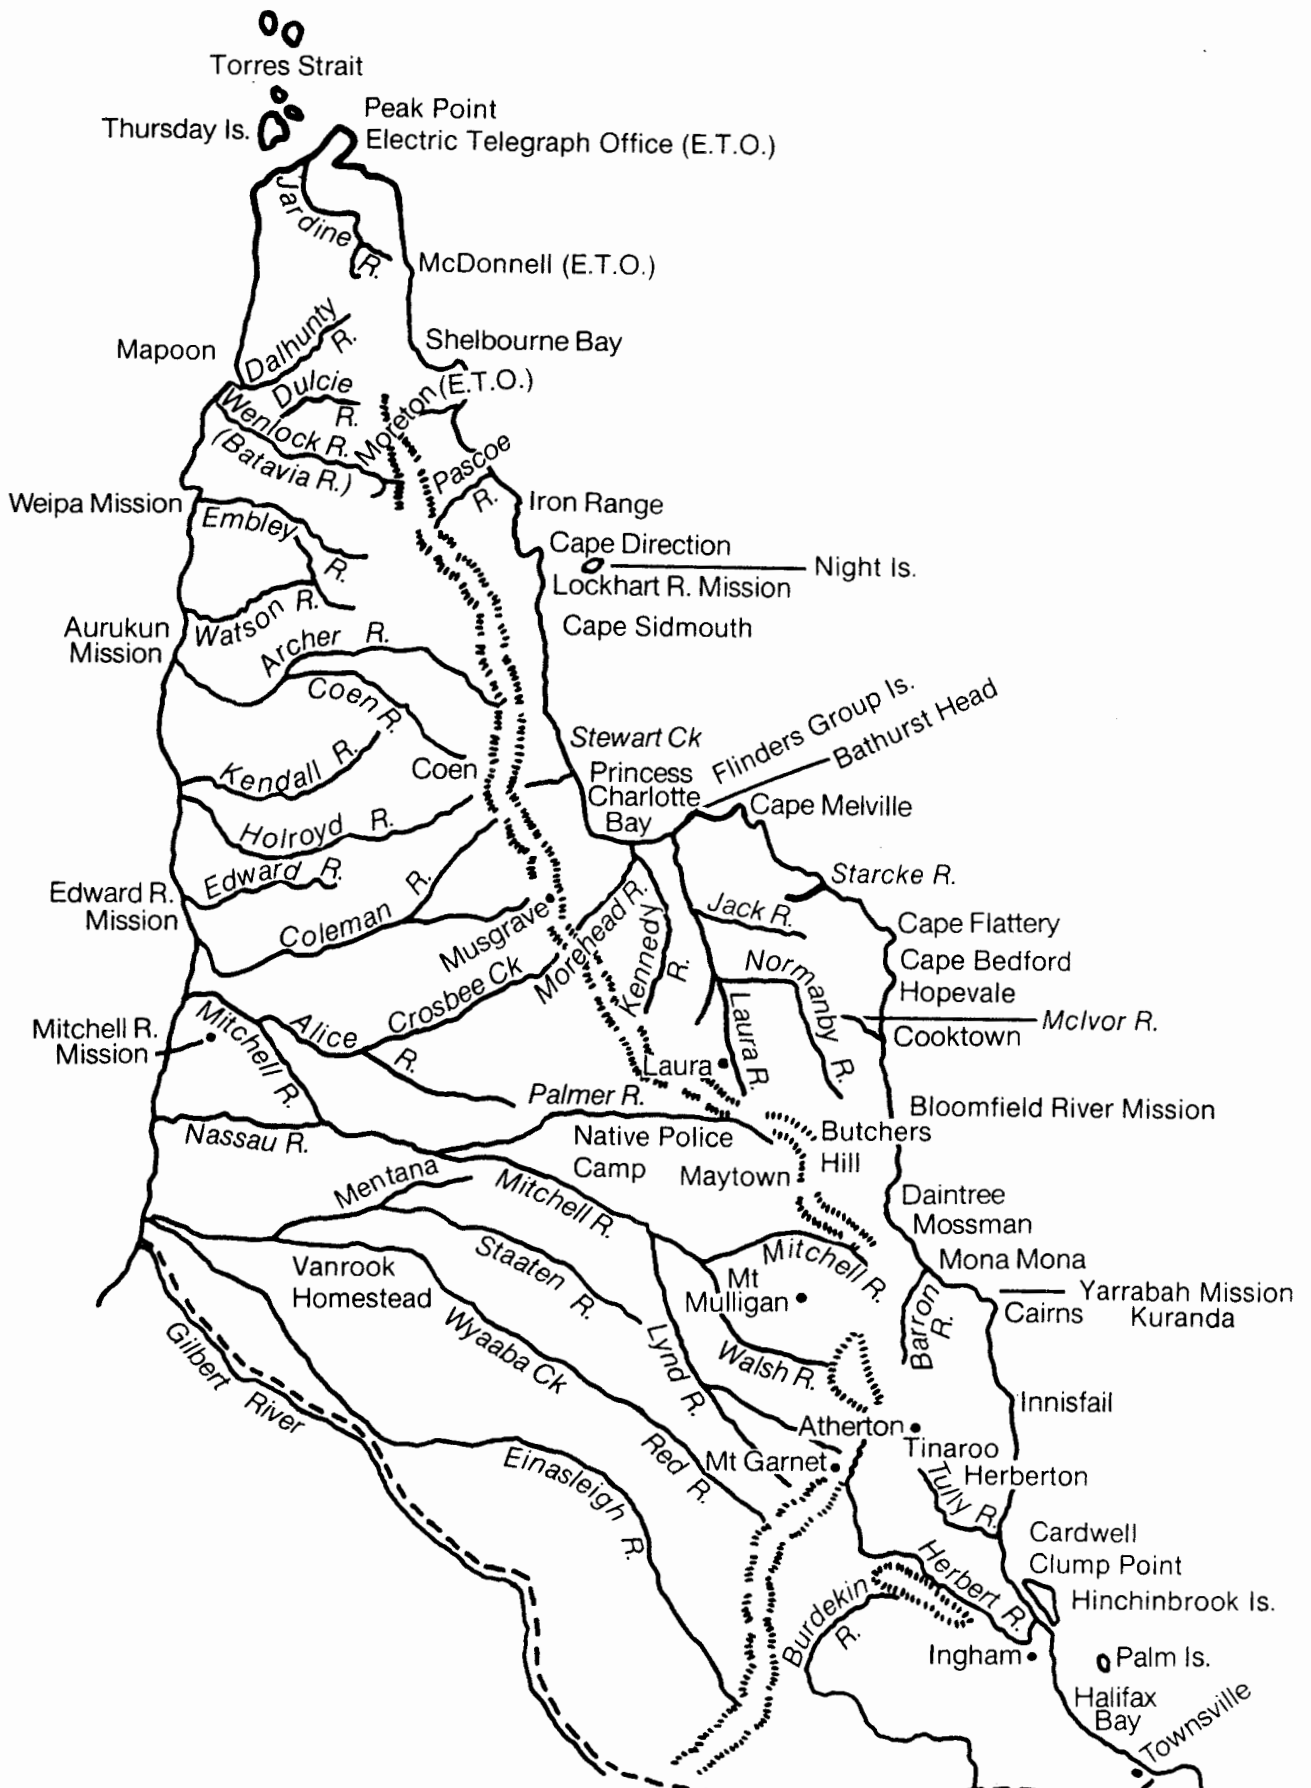 Torres Strait
Thursday Is.
Peak Point
Electric Telegraph Office (E.T.O.)
Jardine
R.
McDonnell (E.T.O.)
Mapoon
Dalhunty
R.
Shelbourne Bay
Dulcie
R.
Moreton (E.T.O.)
Wenlock R.
(Batavia R.)
Pascoe
R.
Weipa Mission
Embley
R.
Iron Range
Cape Direction
Night Is.
Lockhart R. Mission
Cape Sidmouth
Watson R.
Aurukun
Mission
Archer R.
Coen R.
Kendall R.
Coen
Stewart Ck
Princess
Charlotte
Bay
Flinders Group Is.
Bathurst Head
Cape Melville
Holroyd R.
Edward R.
Edward R.
Mission
Coleman R.
Musgrave
Morehead R.
Kennedy
R.
Jack R.
Starcke R.
Cape Flattery
Cape Bedford
Hopevale
Normanby R.
Laura R.
McIvor R.
Cooktown
Crosbee Ck
Mitchell R.
Alice
R.
Mitchell R.
Mission
Laura
Palmer R.
Nassau R.
Native Police
Camp
Maytown
Butchers
Hill
Bloomfield River Mission
Daintree
Mossman
Mona Mona
Mentana
Mitchell R.
Mitchell R.
Staaten R.
Vanrook
Homestead
Mt
Mulligan
Barron
R.
Yarrabah Mission
Cairns
Kuranda
Wyaaba Ck
Gilbert River
Lynd R.
Walsh R.
Innisfail
Atherton
Tinaroo
Herberton
Mt Garnet
Red R.
Einasleigh R.
Tully R.
Cardwell
Clump Point
Hinchinbrook Is.
Herbert R.
Burdekin
R.
Ingham
Palm Is.
Halifax
Bay
Townsville